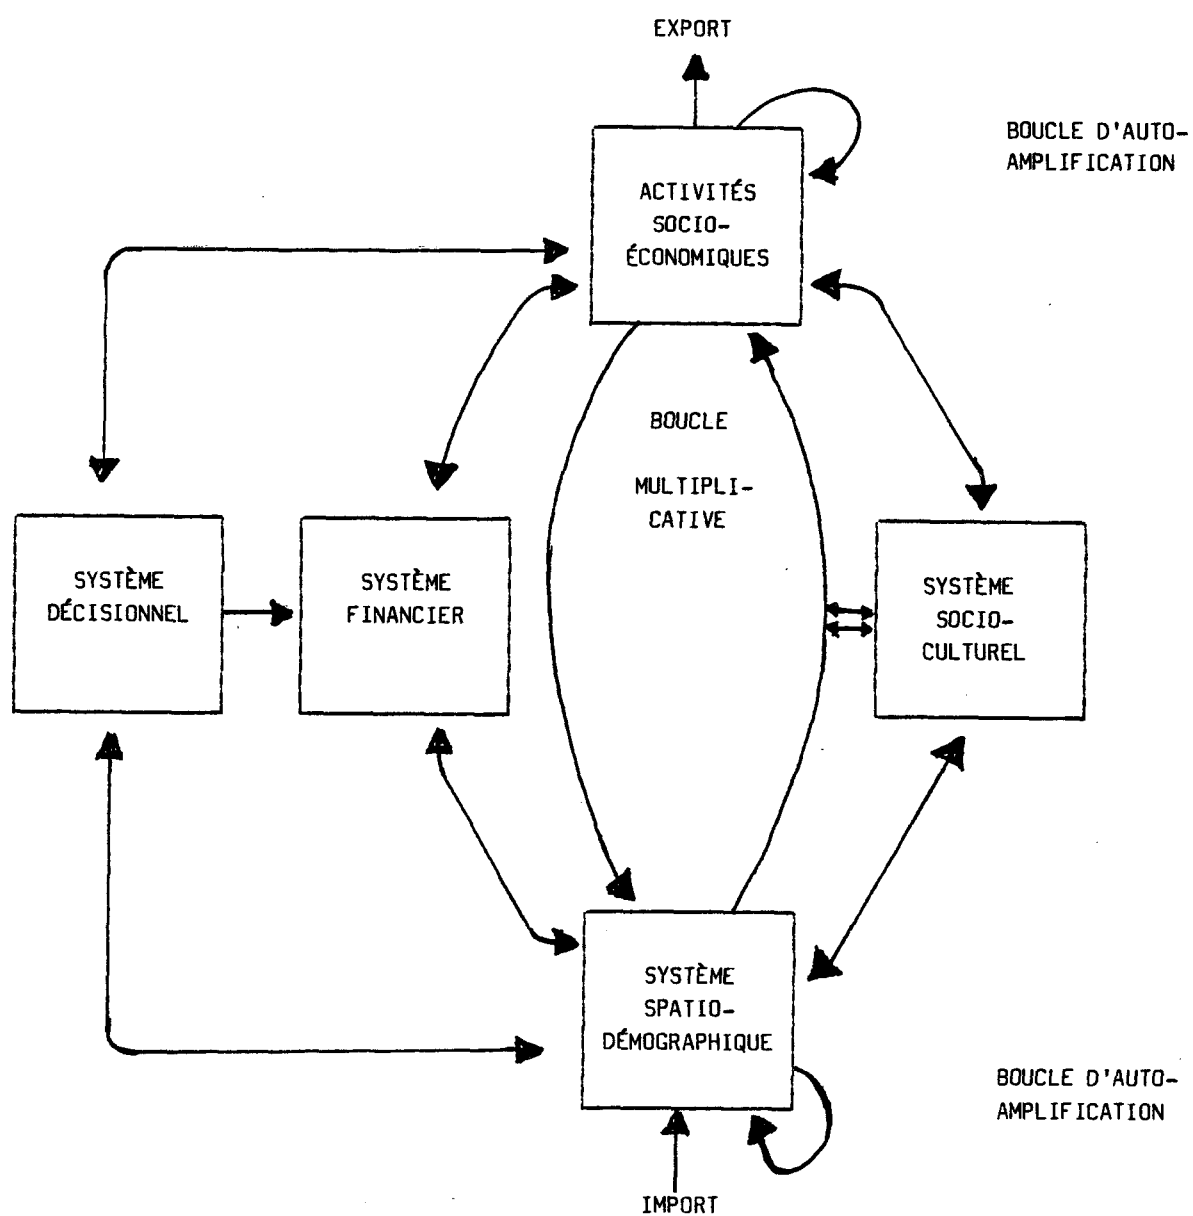 EXPORT
BOUCLE D'AUTO-
AMPLIFICATION
ACTIVITÉS
SOCIO-
ÉCONOMIQUES
BOUCLE
MULTIPLI-
CATIVE
SYSTÈME
DÉCISIONNEL
SYSTÈME
FINANCIER
SYSTÈME
SOCIO-
CULTUREL
SYSTÈME
SPATIO-
DÉMOGRAPHIQUE
BOUCLE D'AUTO-
AMPLIFICATION
IMPORT